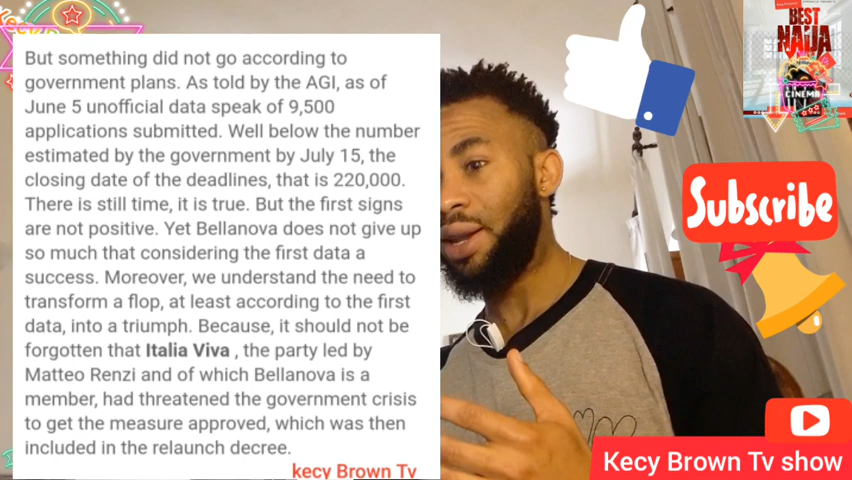 But something did not go according to
government plans. As told by the AGI, as of
June 5 unofficial data speak of 9,500
applications submitted. Well below the number
estimated by the government by July 15, the
closing date of the deadlines, that is 220,000.
There is still time, it is true. But the first signs
are not positive. Yet Bellanova does not give up
so much that considering the first data a
success. Moreover, we understand the need to
transform a flop, at least according to the first
data, into a triumph. Because, it should not be
forgotten that Italia Viva , the party led by
Matteo Renzi and of which Bellanova is a
member, had threatened the government crisis
to get the measure approved, which was then
included in the relaunch decree.
kecy Brown Tv
BEST
NAIJA
CINEMA
Subscribe
Kecy Brown Tv show